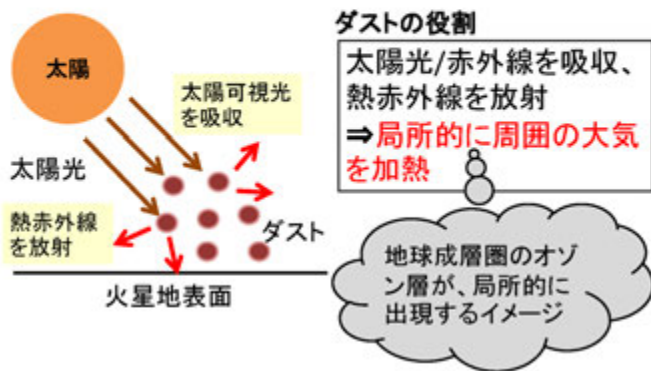 太陽
太陽可視光
を吸収
太陽光
熱赤外線
を放射
ダスト
火星地表面
ダストの役割
太陽光/赤外線を吸収、
熱赤外線を放射
⇒局所的に周囲の大気
を加熱
地球成層圏のオゾ
ン層が、局所的に
出現するイメージ